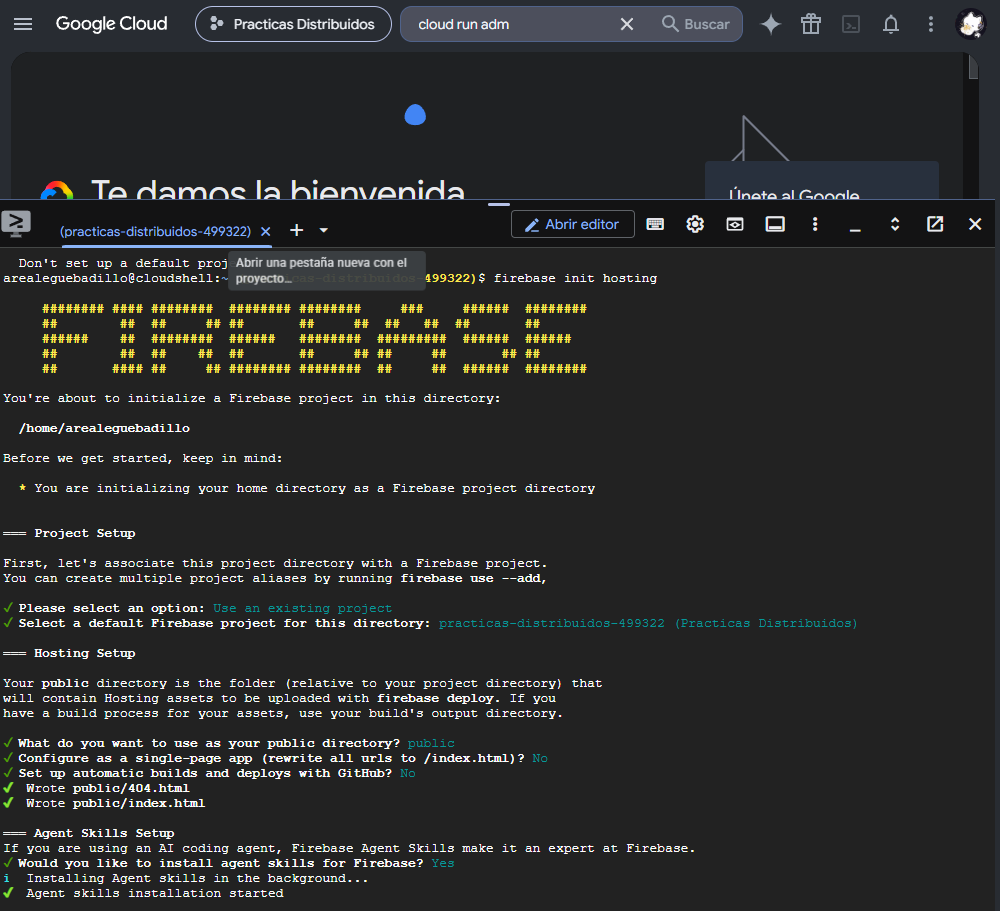 Google Cloud
Practicas Distribuidos
cloud run adm
Buscar
Te damos la bienvenida
Únete al Google
(practicas-distribuidos-499322)
Abrir editor
Don't set up a default proj
Abrir una pestaña nueva con el
proyecto…
arealeguebadillo@cloudshell:~ cas-distribuidos-499322)$ firebase init hosting
FIREBASE
You're about to initialize a Firebase project in this directory:
/home/arealeguebadillo
Before we get started, keep in mind:
* You are initializing your home directory as a Firebase project directory
=== Project Setup
First, let's associate this project directory with a Firebase project.
You can create multiple project aliases by running firebase use --add,
✓ Please select an option: Use an existing project
✓ Select a default Firebase project for this directory: practicas-distribuidos-499322 (Practicas Distribuidos)
=== Hosting Setup
Your public directory is the folder (relative to your project directory) that
will contain Hosting assets to be uploaded with firebase deploy. If you
have a build process for your assets, use your build's output directory.
✓ What do you want to use as your public directory? public
✓ Configure as a single-page app (rewrite all urls to /index.html)? No
✓ Set up automatic builds and deploys with GitHub? No
✔ Wrote public/404.html
✔ Wrote public/index.html
=== Agent Skills Setup
If you are using an AI coding agent, Firebase Agent Skills make it an expert at Firebase.
✓ Would you like to install agent skills for Firebase? Yes
i Installing Agent skills in the background...
✔ Agent skills installation started